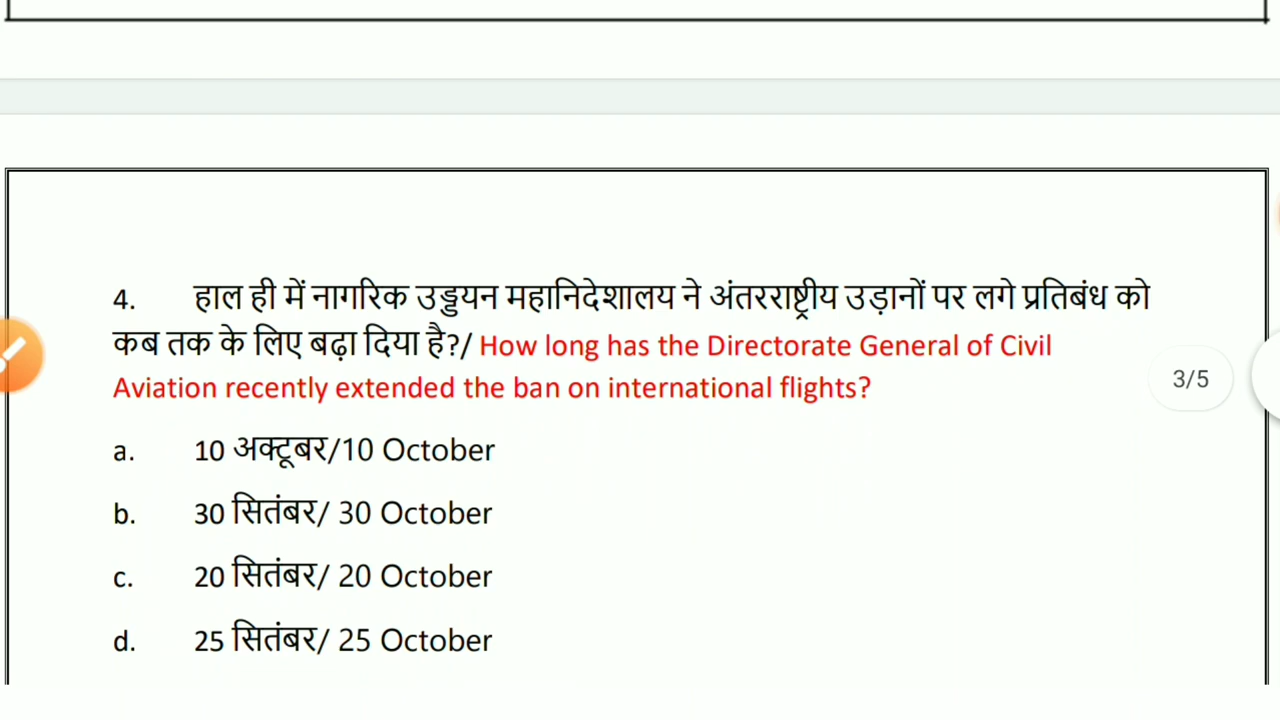 4. हाल ही में नागरिक उड्डयन महानिदेशालय ने अंतरराष्ट्रीय उड़ानों पर लगे प्रतिबंध को
कब तक के लिए बढ़ा दिया है?/ How long has the Directorate General of Civil
Aviation recently extended the ban on international flights?
3/5
a. 10 अक्टूबर/10 October
b. 30 सितंबर/ 30 October
c. 20 सितंबर/ 20 October
d. 25 सितंबर/ 25 October